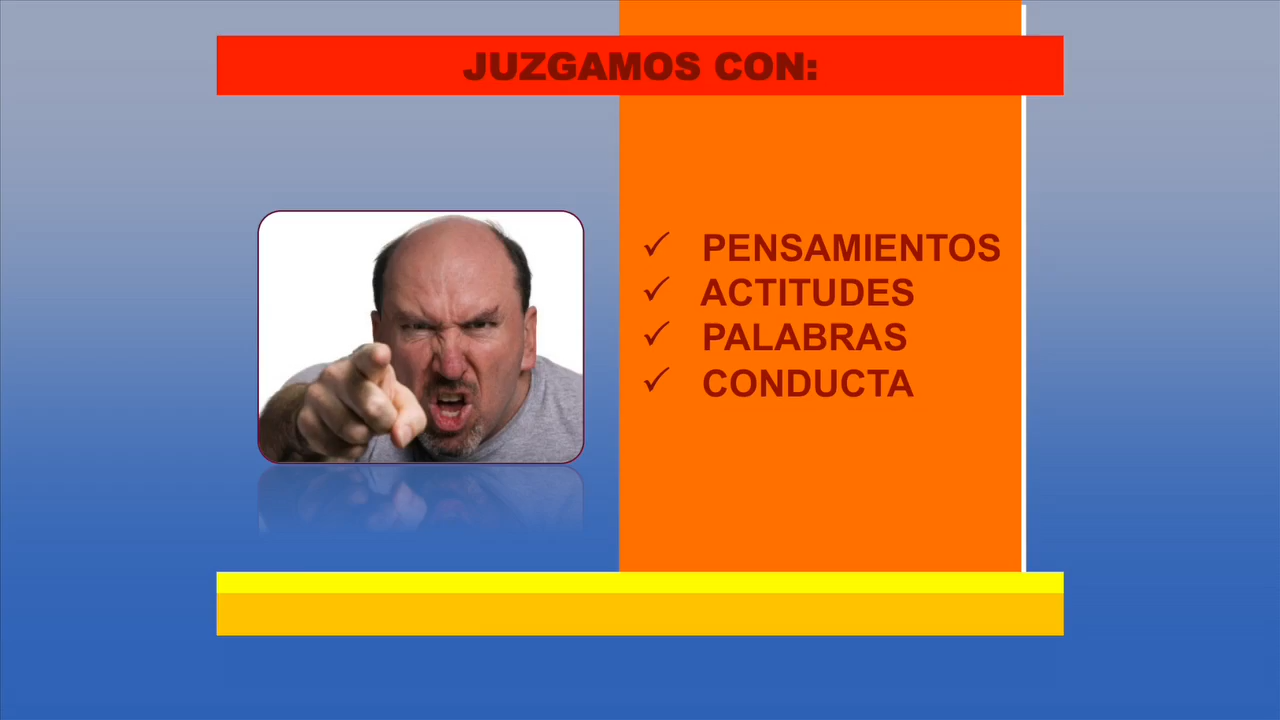 JUZGAMOS CON:
✓ PENSAMIENTOS
✓ ACTITUDES
✓ PALABRAS
✓ CONDUCTA